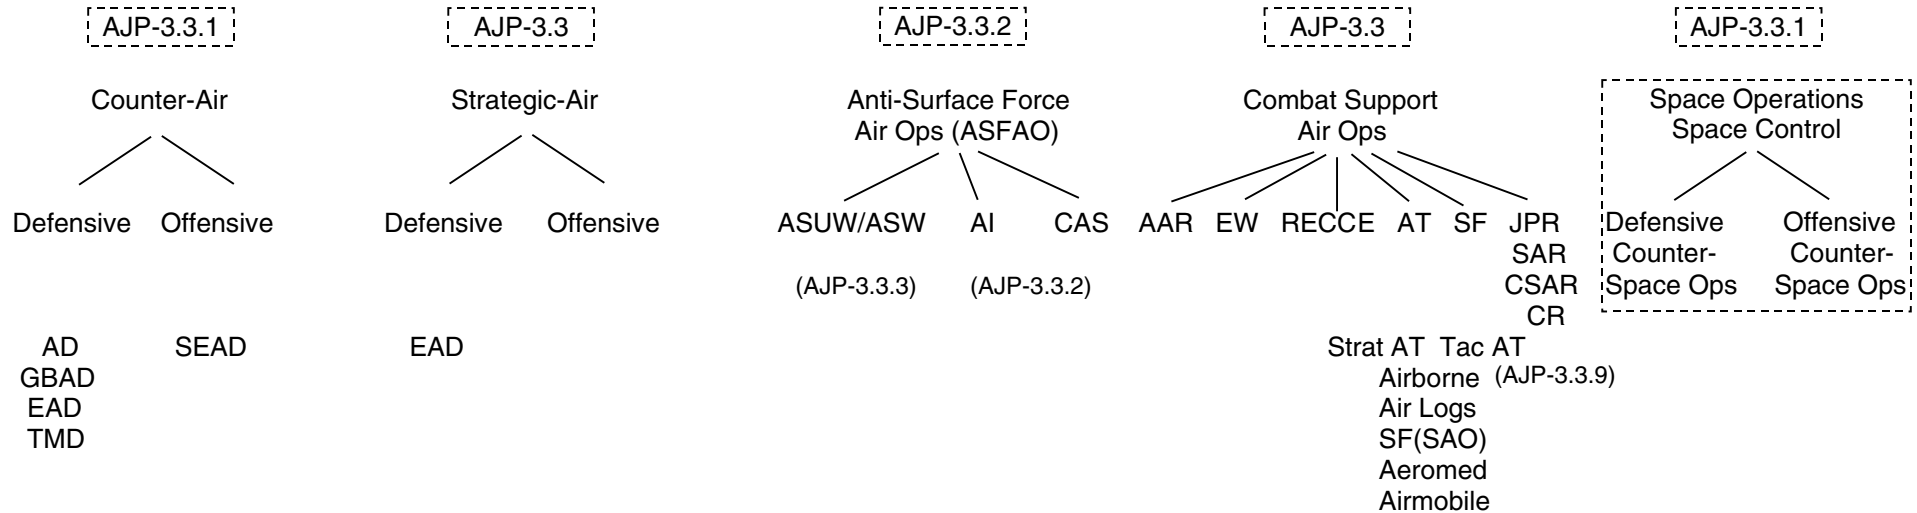 AJP-3.3.1 AJP-3.3 AJP-3.3.2 AJP-3.3 AJP-3.3.1
Counter-Air Strategic-Air Anti-Surface Force Combat Support Space Operations
Air Ops (ASFAO) Air Ops Space Control
Defensive Offensive Defensive Offensive ASUW/ASW AI CAS AAR EW RECCE AT SF JPR Defensive Offensive
SAR Counter- Counter-
(AJP-3.3.3) (AJP-3.3.2) CSAR Space Ops Space Ops
CR
AD SEAD EAD Strat AT Tac AT
GBAD Airborne (AJP-3.3.9)
EAD Air Logs
TMD SF(SAO)
Aeromed
Airmobile